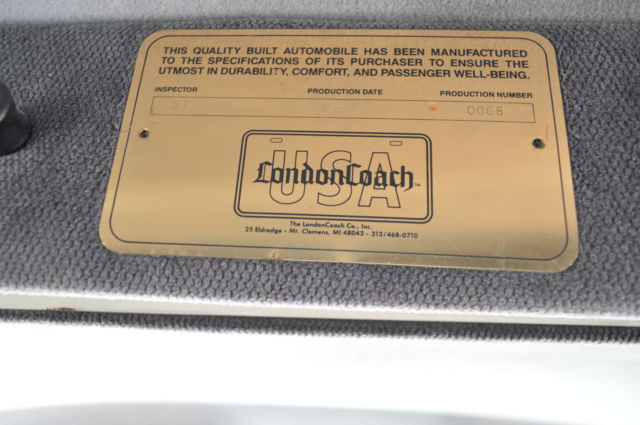 THIS QUALITY BUILT AUTOMOBILE HAS BEEN MANUFACTURED
TO THE SPECIFICATIONS OF ITS PURCHASER TO ENSURE THE
UTMOST IN DURABILITY, COMFORT, AND PASSENGER WELL-BEING.
INSPECTOR PRODUCTION DATE PRODUCTION NUMBER
27 0068
USA
LondonCoach™
The LondonCoach Co., Inc.
25 Eldredge - Mt. Clemens, MI 48043 - 313/468-0710